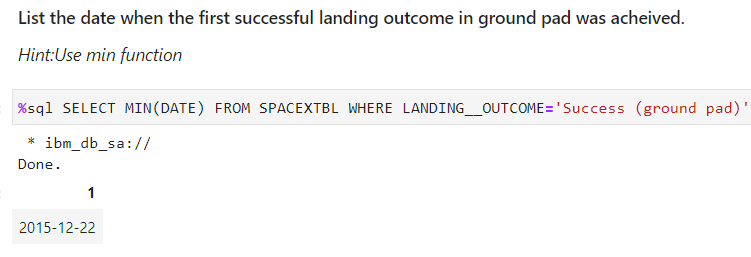 List the date when the first successful landing outcome in ground pad was acheived.
Hint:Use min function
%sql SELECT MIN(DATE) FROM SPACEXTBL WHERE LANDING__OUTCOME='Success (ground pad)'
* ibm_db_sa://
Done.
1
2015-12-22